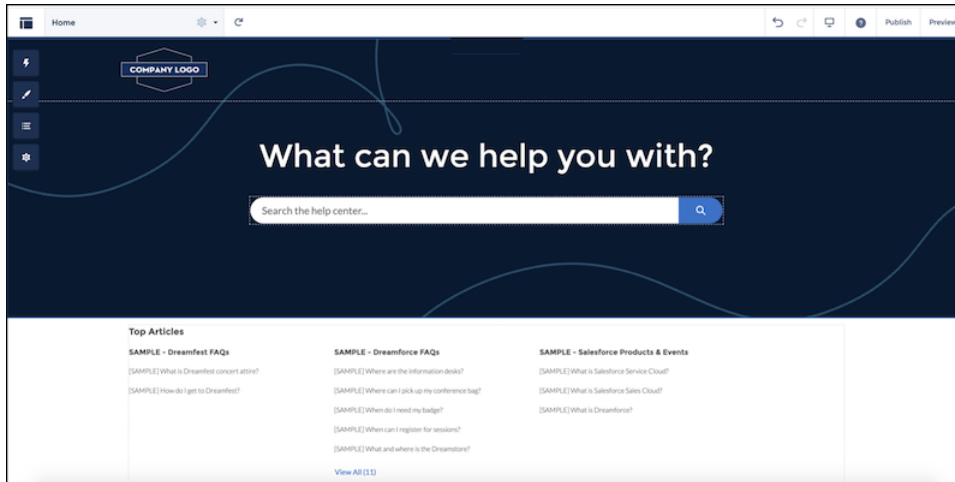 Home
?
Publish
Preview
COMPANY LOGO
What can we help you with?
Search the help center...
Top Articles
SAMPLE - Dreamfest FAQs
[SAMPLE] What is Dreamfest concert attire?
[SAMPLE] How do I get to Dreamfest?
SAMPLE - Dreamforce FAQs
[SAMPLE] Where are the information desks?
[SAMPLE] Where can I pick up my conference bag?
[SAMPLE] When do I need my badge?
[SAMPLE] When can I register for sessions?
[SAMPLE] What and where is the Dreamstore?
View All (11)
SAMPLE - Salesforce Products & Events
[SAMPLE] What is Salesforce Service Cloud?
[SAMPLE] What is Salesforce Sales Cloud?
[SAMPLE] What is Dreamforce?